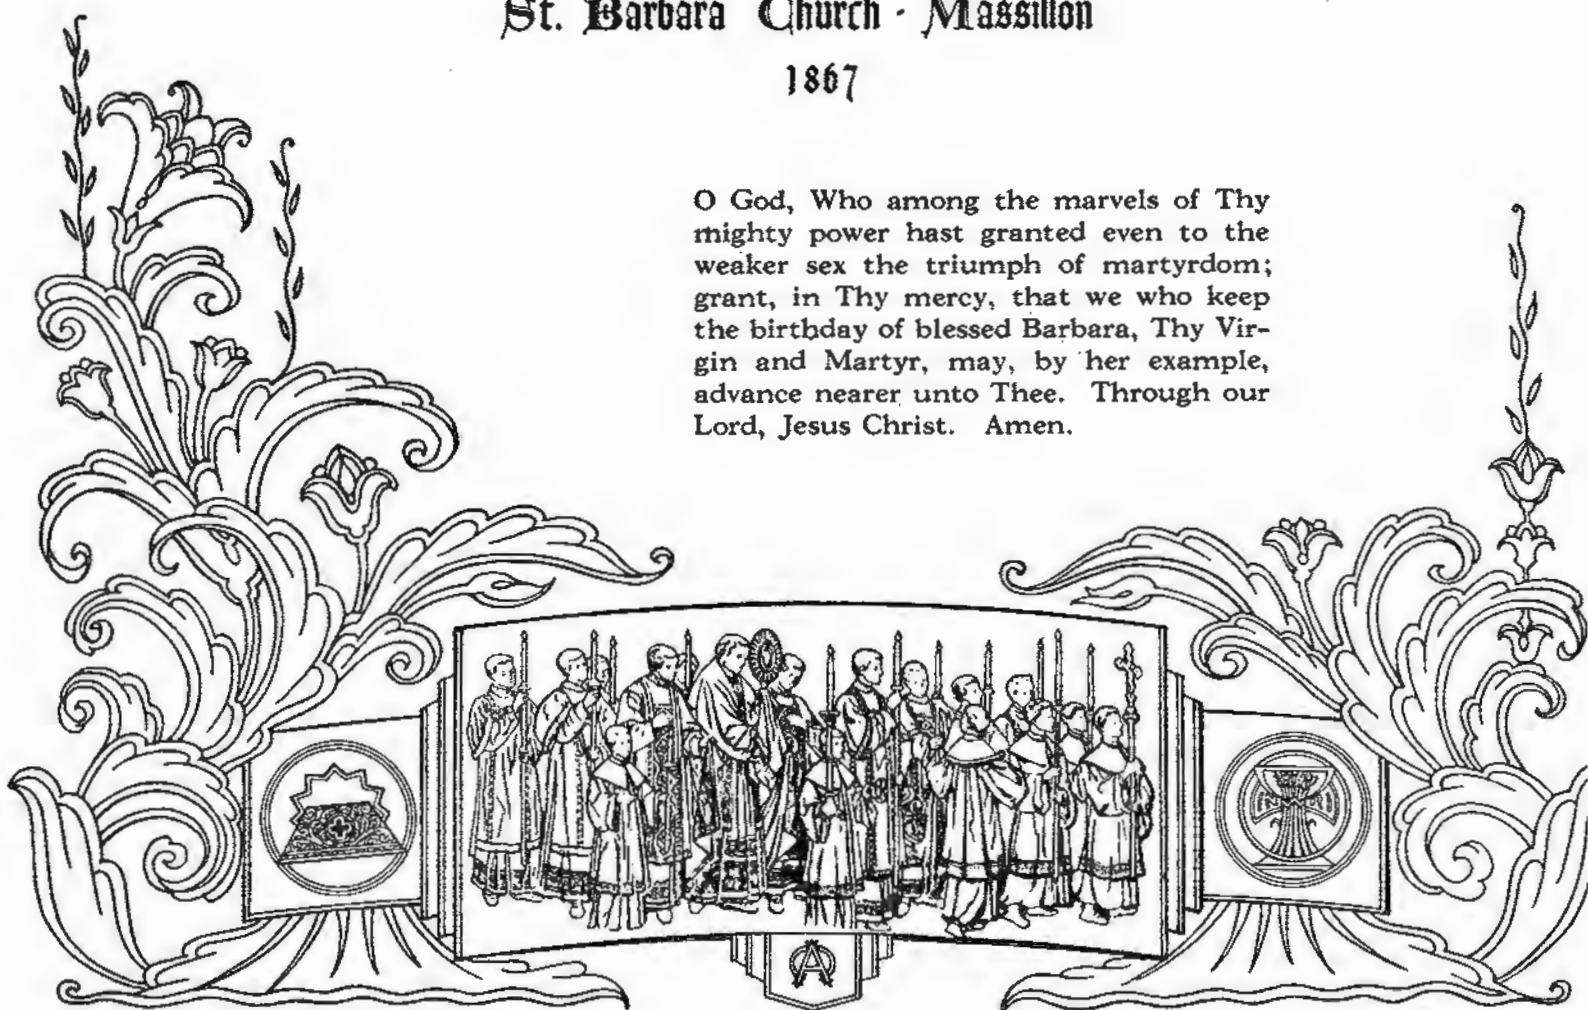 St. Barbara Church - Massillon
1867
O God, Who among the marvels of Thy
mighty power hast granted even to the
weaker sex the triumph of martyrdom;
grant, in Thy mercy, that we who keep
the birthday of blessed Barbara, Thy Vir-
gin and Martyr, may, by her example,
advance nearer unto Thee. Through our
Lord, Jesus Christ. Amen.